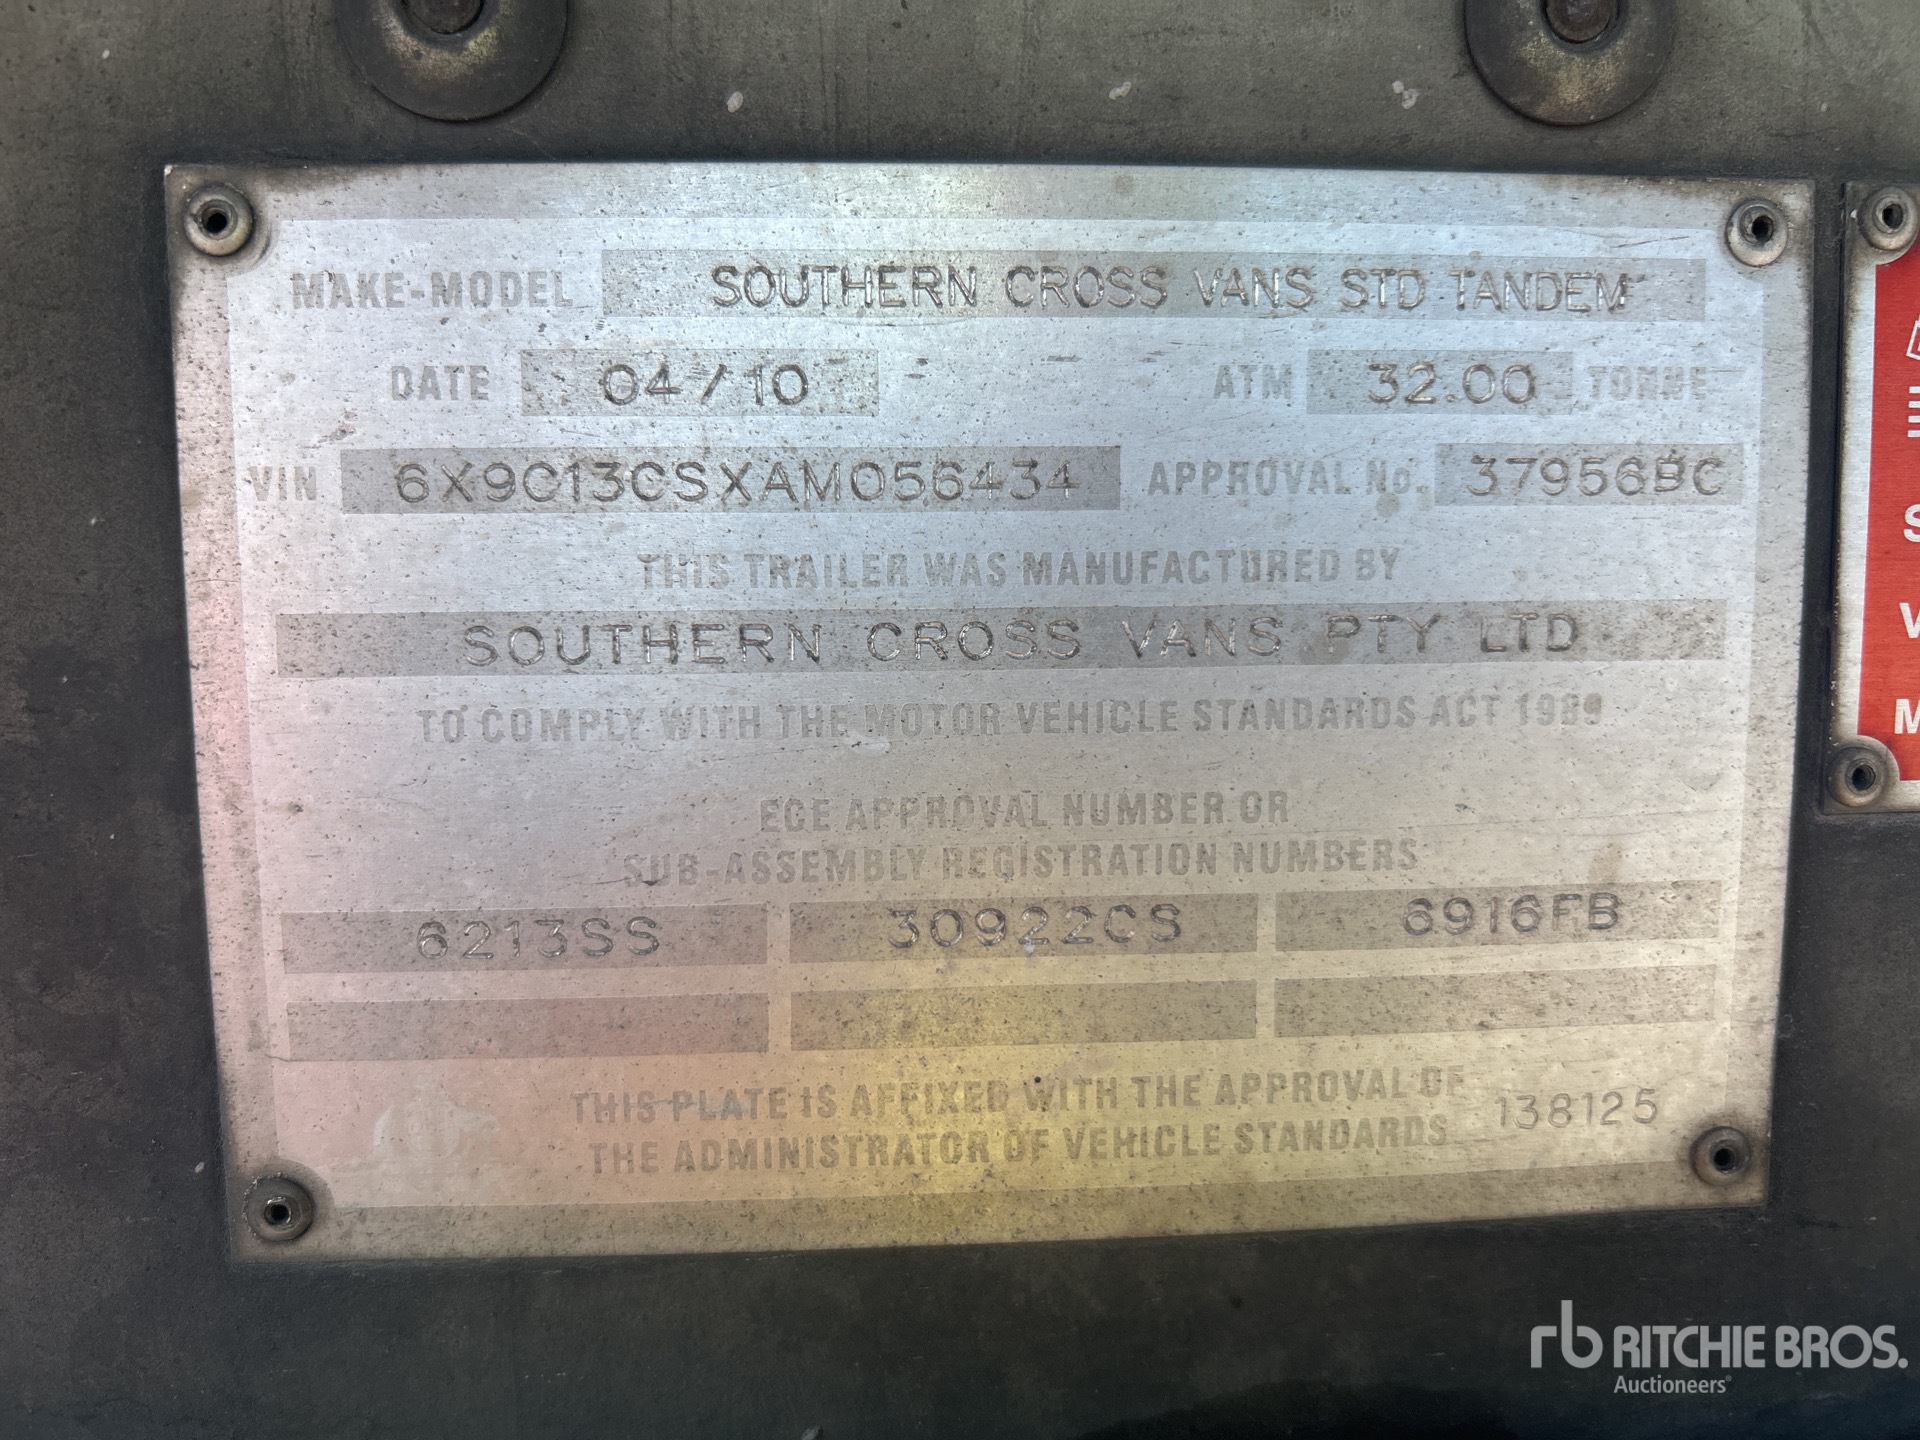 MAKE-MODEL SOUTHERN CROSS VANS STD TANDEM
DATE 04/10 ATM 32.00 TONNE
VIN 6X9C13CSXAM056434 APPROVAL No. 37956BC
THIS TRAILER WAS MANUFACTURED BY
SOUTHERN CROSS VANS PTY LTD
TO COMPLY WITH THE MOTOR VEHICLE STANDARDS ACT 1989
ECE APPROVAL NUMBER OR
SUB-ASSEMBLY REGISTRATION NUMBERS
6213SS 30922CS 6916FB
THIS PLATE IS AFFIXED WITH THE APPROVAL OF
THE ADMINISTRATOR OF VEHICLE STANDARDS 138125
S
V
M
rb RITCHIE BROS.
Auctioneers